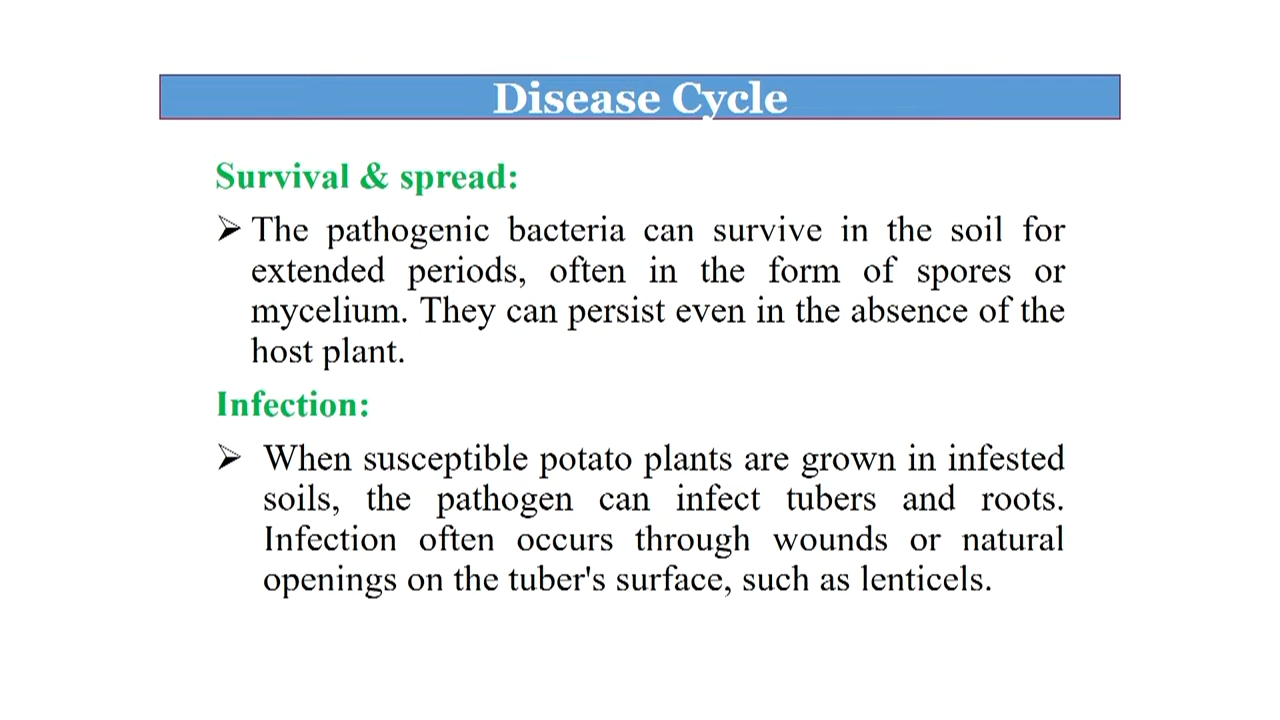 Disease Cycle
Survival & spread:
➢ The pathogenic bacteria can survive in the soil for
extended periods, often in the form of spores or
mycelium. They can persist even in the absence of the
host plant.
Infection:
➢ When susceptible potato plants are grown in infested
soils, the pathogen can infect tubers and roots.
Infection often occurs through wounds or natural
openings on the tuber's surface, such as lenticels.